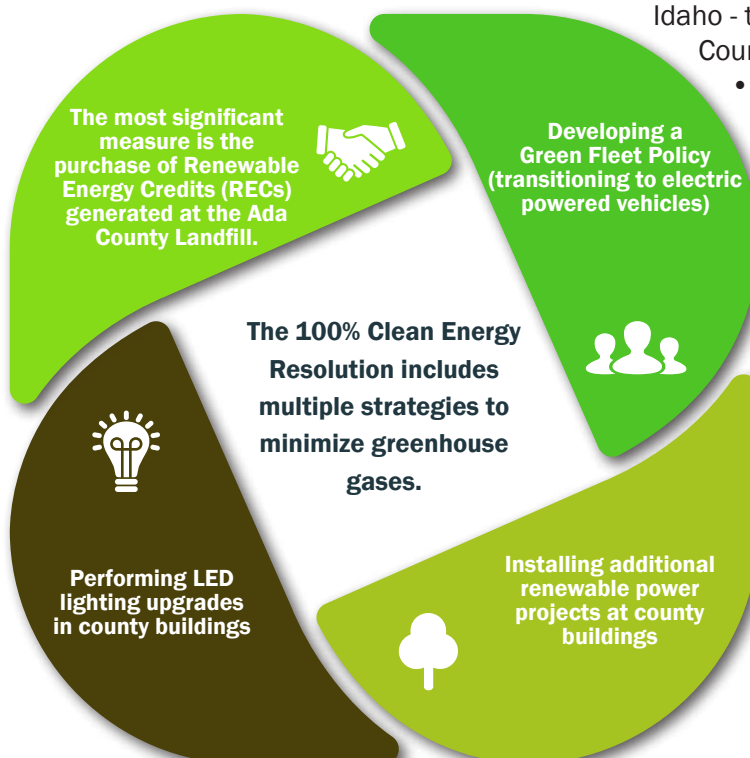 Idaho - t
Cour
•
The most significant
measure is the
purchase of Renewable
Energy Credits (RECs)
generated at the Ada
County Landfill.
Developing a
Green Fleet Policy
(transitioning to electric
powered vehicles)
The 100% Clean Energy
Resolution includes
multiple strategies to
minimize greenhouse
gases.
Performing LED
lighting upgrades
in county buildings
Installing additional
renewable power
projects at county
buildings